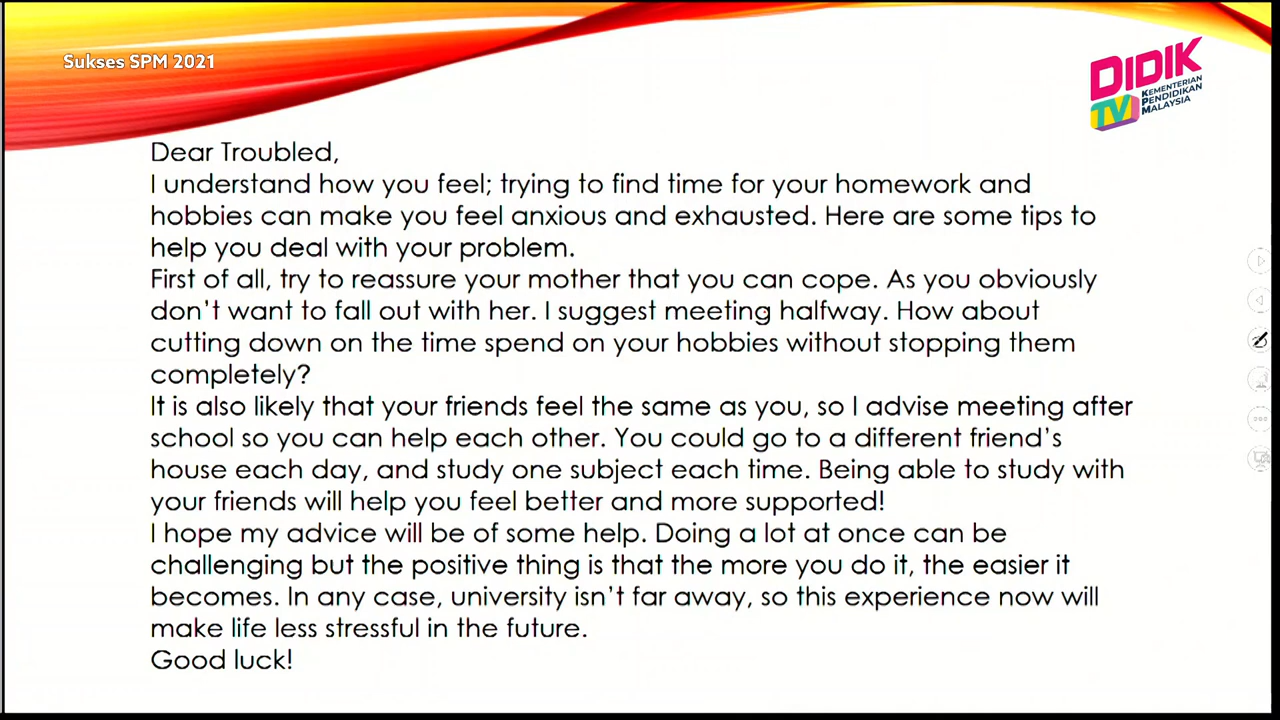 Sukses SPM 2021
DIDIK
TV
KEMENTERIAN
PENDIDIKAN
MALAYSIA
Dear Troubled,
I understand how you feel; trying to find time for your homework and
hobbies can make you feel anxious and exhausted. Here are some tips to
help you deal with your problem.
First of all, try to reassure your mother that you can cope. As you obviously
don't want to fall out with her. I suggest meeting halfway. How about
cutting down on the time spend on your hobbies without stopping them
completely?
It is also likely that your friends feel the same as you, so I advise meeting after
school so you can help each other. You could go to a different friend's
house each day, and study one subject each time. Being able to study with
your friends will help you feel better and more supported!
I hope my advice will be of some help. Doing a lot at once can be
challenging but the positive thing is that the more you do it, the easier it
becomes. In any case, university isn't far away, so this experience now will
make life less stressful in the future.
Good luck!